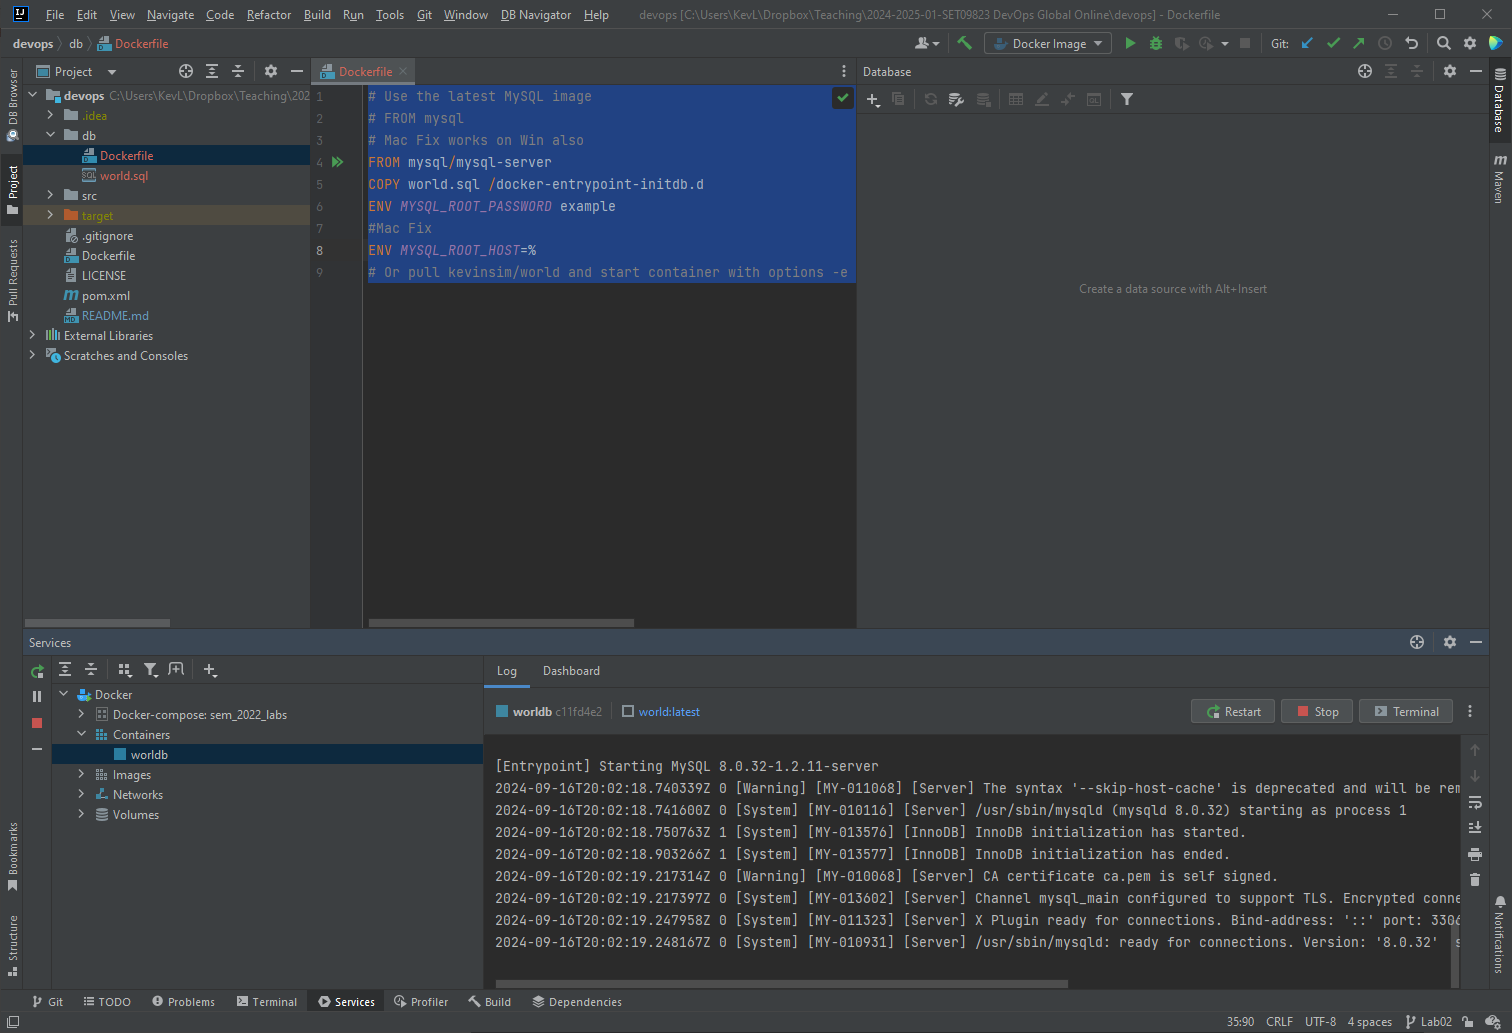 File Edit View Navigate Code Refactor Build Run Tools Git Window DB Navigator Help devops [C:\Users\KevL\Dropbox\Teaching\2024-2025-01-SET09823 DevOps Global Online\devops] - Dockerfile
devops db Dockerfile Docker Image Git:
Project
devops C:\Users\KevL\Dropbox\Teaching\202
.idea
db
Dockerfile
world.sql
src
target
.gitignore
Dockerfile
LICENSE
pom.xml
README.md
External Libraries
Scratches and Consoles
DB Browser
Project
Pull Requests
Bookmarks
Structure
Dockerfile
1 # Use the latest MySQL image
2 # FROM mysql
3 # Mac Fix works on Win also
4 FROM mysql/mysql-server
5 COPY world.sql /docker-entrypoint-initdb.d
6 ENV MYSQL_ROOT_PASSWORD example
7 #Mac Fix
8 ENV MYSQL_ROOT_HOST=%
9 # Or pull kevinsim/world and start container with options -e
Database
Create a data source with Alt+Insert
Database
Maven
Notifications
Services
Docker
Docker-compose: sem_2022_labs
Containers
worldb
Images
Networks
Volumes
Log Dashboard
worldb c11fd4e2 world:latest Restart Stop Terminal
[Entrypoint] Starting MySQL 8.0.32-1.2.11-server
2024-09-16T20:02:18.740339Z 0 [Warning] [MY-011068] [Server] The syntax '--skip-host-cache' is deprecated and will be rem
2024-09-16T20:02:18.741600Z 0 [System] [MY-010116] [Server] /usr/sbin/mysqld (mysqld 8.0.32) starting as process 1
2024-09-16T20:02:18.750763Z 1 [System] [MY-013576] [InnoDB] InnoDB initialization has started.
2024-09-16T20:02:18.903266Z 1 [System] [MY-013577] [InnoDB] InnoDB initialization has ended.
2024-09-16T20:02:19.217314Z 0 [Warning] [MY-010068] [Server] CA certificate ca.pem is self signed.
2024-09-16T20:02:19.217397Z 0 [System] [MY-013602] [Server] Channel mysql_main configured to support TLS. Encrypted conne
2024-09-16T20:02:19.247958Z 0 [System] [MY-011323] [Server] X Plugin ready for connections. Bind-address: '::' port: 3306
2024-09-16T20:02:19.248167Z 0 [System] [MY-010931] [Server] /usr/sbin/mysqld: ready for connections. Version: '8.0.32' s
Git TODO Problems Terminal Services Profiler Build Dependencies
35:90 CRLF UTF-8 4 spaces Lab02